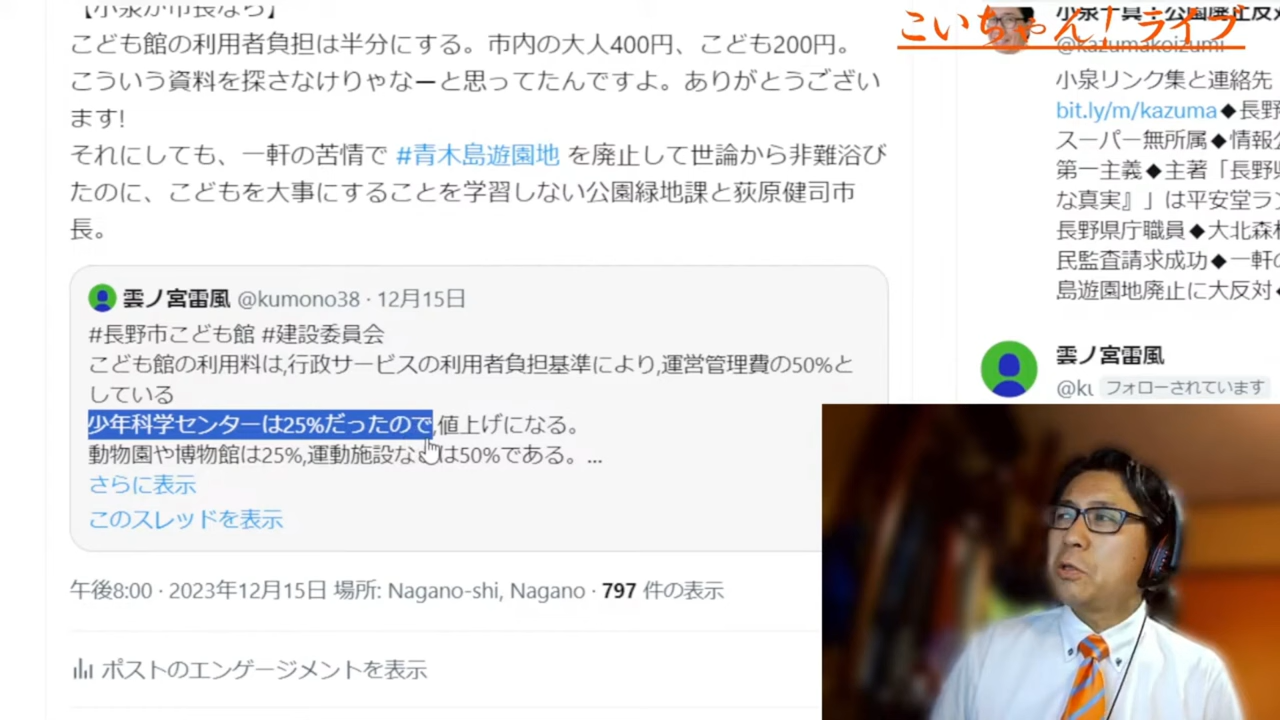 【小泉が市長なら】
こども館の利用者負担は半分にする。市内の大人400円、こども200円。
こういう資料を探さなけりゃなーと思ってたんですよ。ありがとうござい
ます!
それにしても、一軒の苦情で #青木島遊園地 を廃止して世論から非難浴び
たのに、こどもを大事にすることを学習しない公園緑地課と荻原健司市
長。
雲ノ宮雷風 @kumono38 · 12月15日
#長野市こども館 #建設委員会
こども館の利用料は,行政サービスの利用者負担基準により,運営管理費の50%と
している
少年科学センターは25%だったので,値上げになる。
動物園や博物館は25%,運動施設などは50%である。...
さらに表示
このスレッドを表示
午後8:00 · 2023年12月15日 場所: Nagano-shi, Nagano · 797 件の表示
ポストのエンゲージメントを表示
こいちゃん!ライブ
@kazumakoizumi
小泉リンク集と連絡先
bit.ly/m/kazuma◆長野
スーパー無所属◆情報公
第一主義◆主著「長野県
な真実』」は平安堂ラン
長野県庁職員◆大北森林
民監査請求成功◆一軒の
島遊園地廃止に大反対◆
雲ノ宮雷風
@ku フォローされています